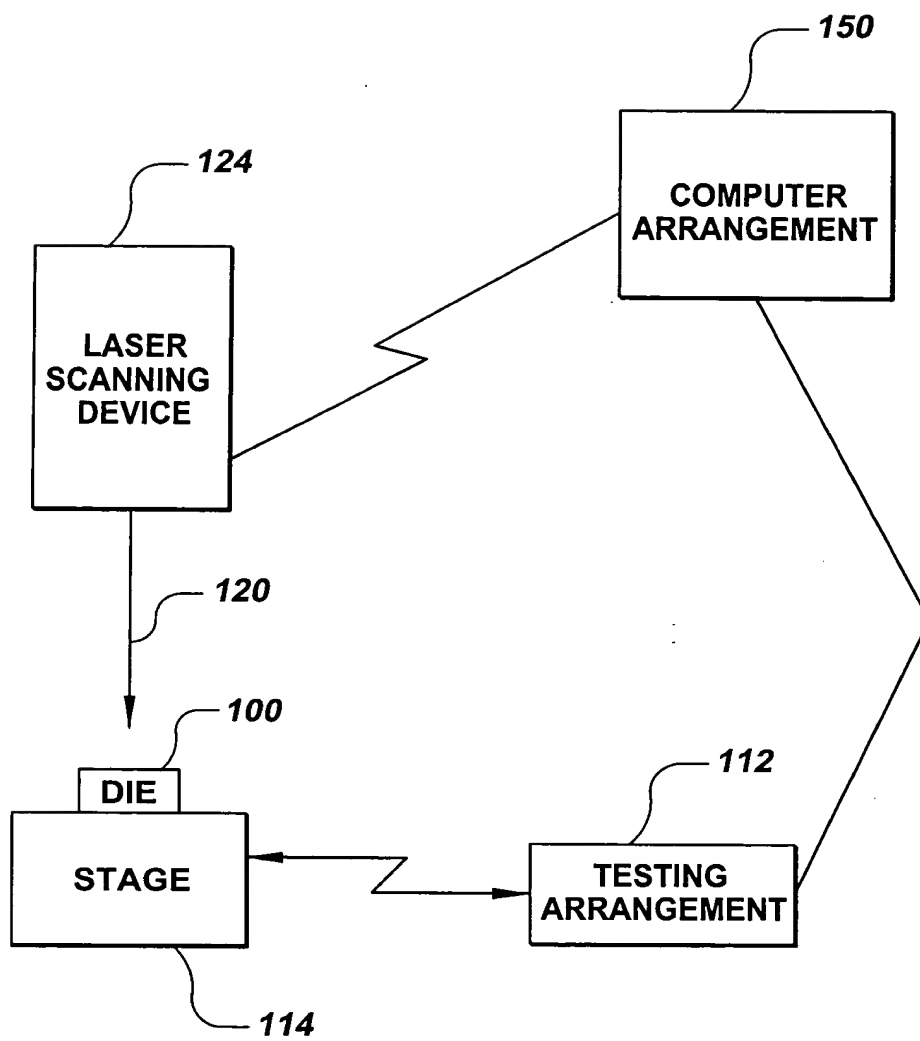 150
COMPUTER
ARRANGEMENT
124
LASER
SCANNING
DEVICE
120
100
DIE
STAGE
114
112
TESTING
ARRANGEMENT